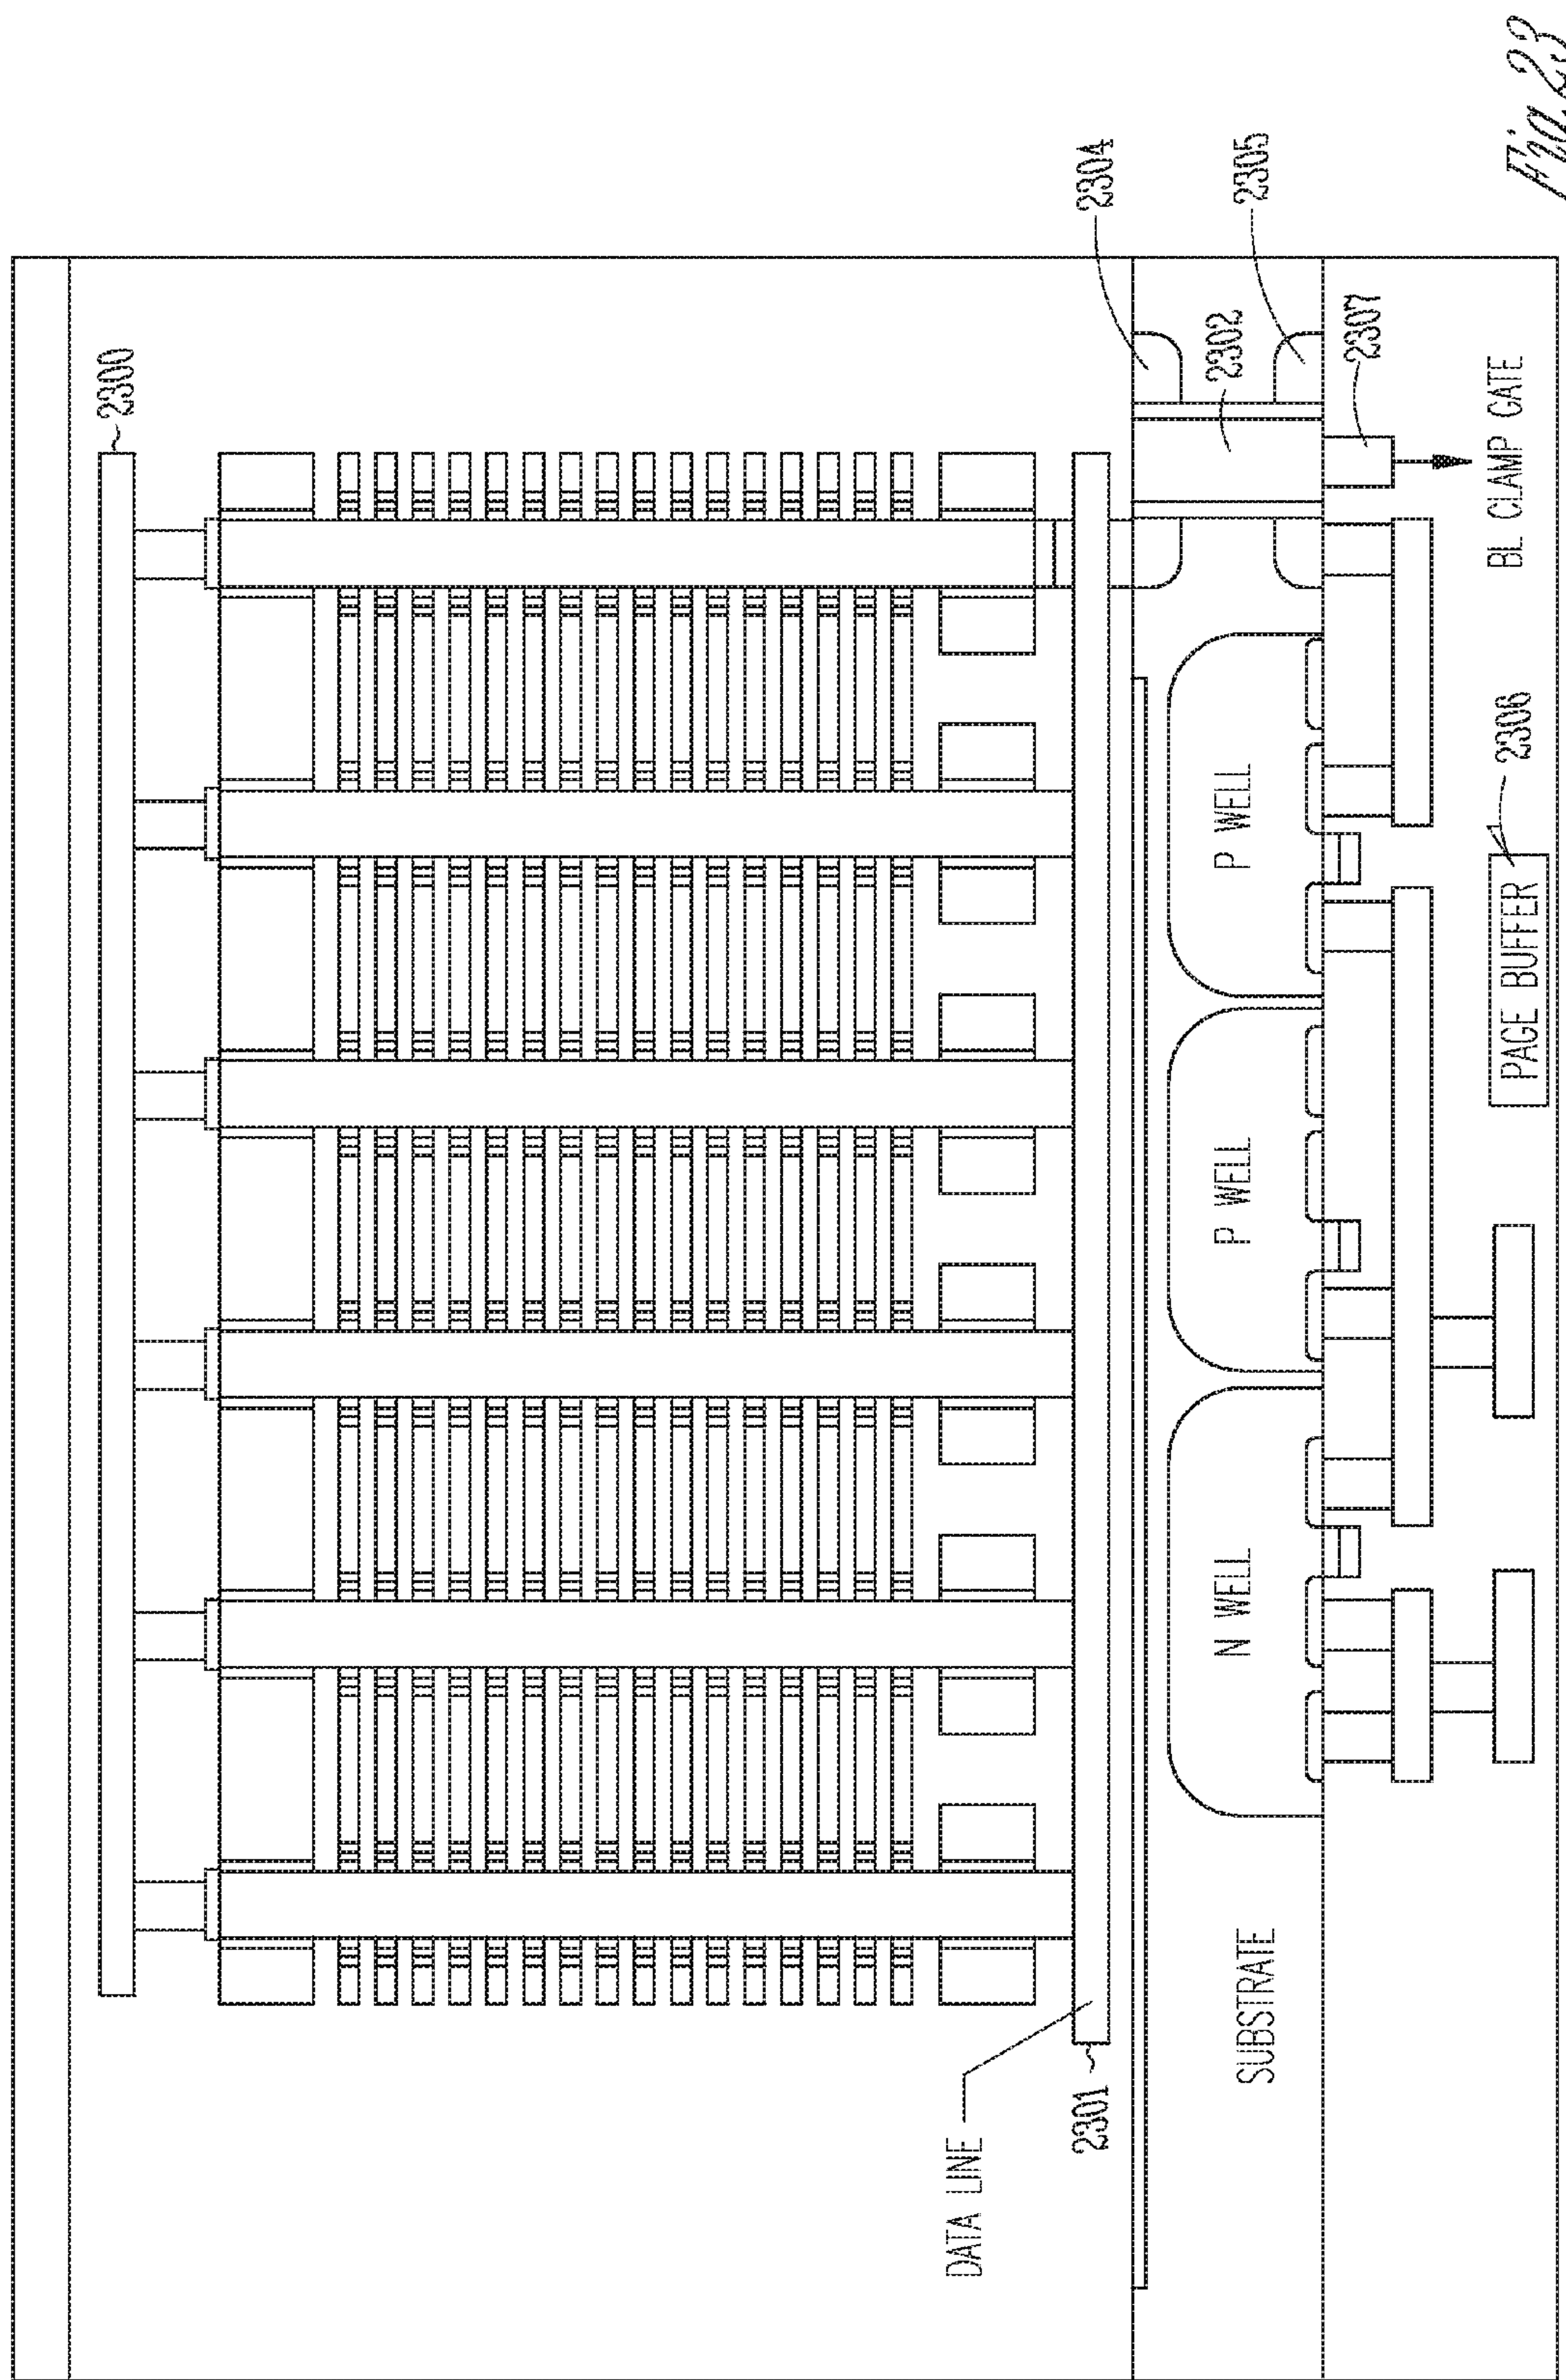 2300
DATA LINE
2301
2304
SUBSTRATE
N WELL
P WELL
P WELL
2302
2305
2307
PAGE BUFFER
2306
BL CLAMP GATE
Fig.23